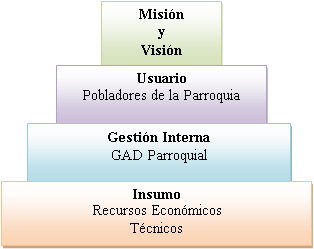 Misión
y
Visión
Usuario
Pobladores de la Parroquia
Gestión Interna
GAD Parroquial
Insumo
Recursos Económicos
Técnicos